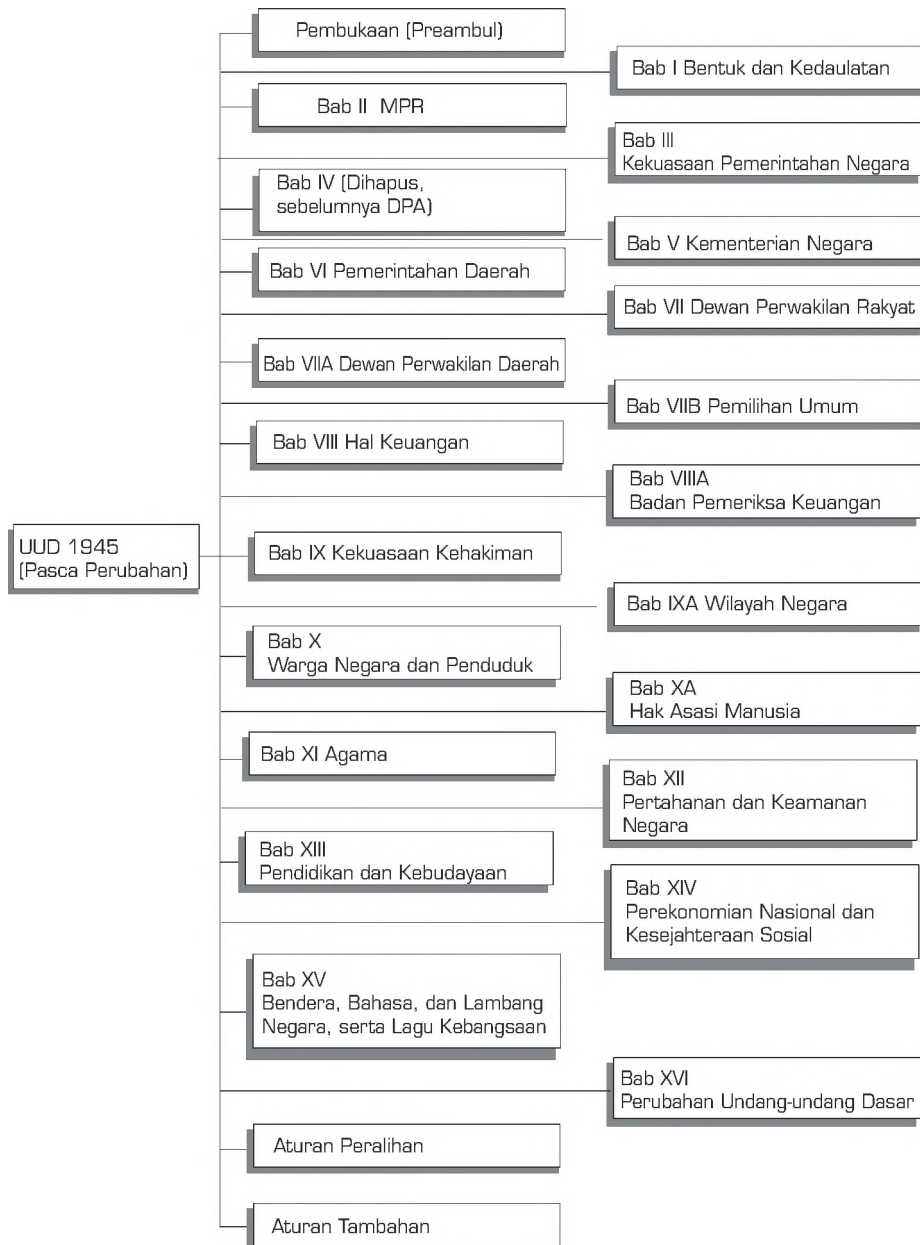 Pembukaan (Preambul)
Bab I Bentuk dan Kedaulatan
Bab II MPR
Bab III
Kekuasaan Pemerintahan Negara
Bab IV (Dihapus,
sebelumnya DPA)
Bab V Kementerian Negara
Bab VI Pemerintahan Daerah
Bab VII Dewan Perwakilan Rakyat
Bab VIIA Dewan Perwakilan Daerah
Bab VIIB Pemilihan Umum
Bab VIII Hal Keuangan
Bab VIIIA
Badan Pemeriksa Keuangan
UUD 1945
(Pasca Perubahan)
Bab IX Kekuasaan Kehakiman
Bab IXA Wilayah Negara
Bab X
Warga Negara dan Penduduk
Bab XA
Hak Asasi Manusia
Bab XI Agama
Bab XII
Pertahanan dan Keamanan
Negara
Bab XIII
Pendidikan dan Kebudayaan
Bab XIV
Perekonomian Nasional dan
Kesejahteraan Sosial
Bab XV
Bendera, Bahasa, dan Lambang
Negara, serta Lagu Kebangsaan
Bab XVI
Perubahan Undang-undang Dasar
Aturan Peralihan
Aturan Tambahan